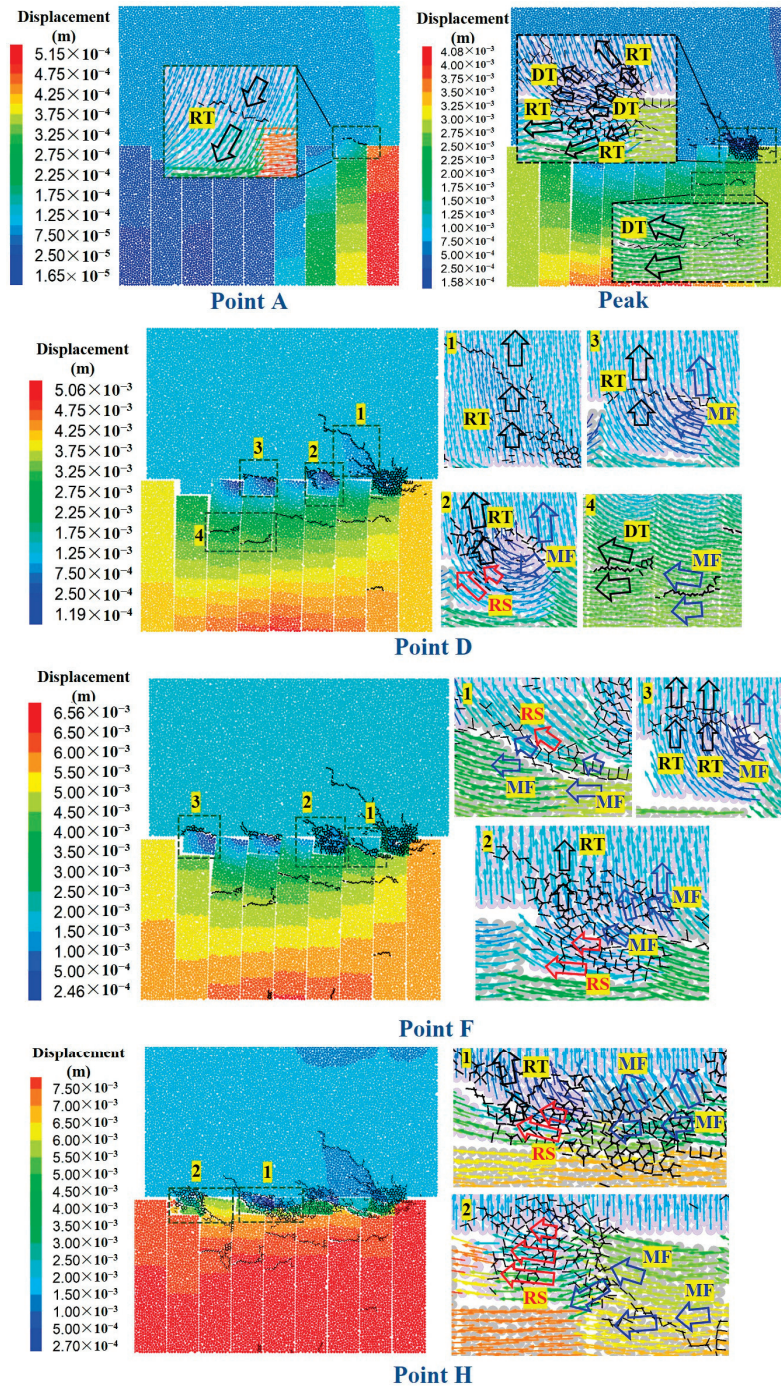 Displacement
(m)
5.15×10⁻⁴
4.75×10⁻⁴
4.25×10⁻⁴
3.75×10⁻⁴
3.25×10⁻⁴
2.75×10⁻⁴
2.25×10⁻⁴
1.75×10⁻⁴
1.25×10⁻⁴
7.50×10⁻⁵
2.50×10⁻⁵
1.65×10⁻⁵
RT
Point A
Displacement
(m)
4.08×10⁻³
4.00×10⁻³
3.75×10⁻³
3.50×10⁻³
3.25×10⁻³
3.00×10⁻³
2.75×10⁻³
2.50×10⁻³
2.25×10⁻³
2.00×10⁻³
1.75×10⁻³
1.50×10⁻³
1.25×10⁻³
1.00×10⁻³
7.50×10⁻⁴
5.00×10⁻⁴
2.50×10⁻⁴
1.58×10⁻⁴
RT
DT
RT
DT
RT
DT
Peak
Displacement
(m)
5.06×10⁻³
4.75×10⁻³
4.25×10⁻³
3.75×10⁻³
3.25×10⁻³
2.75×10⁻³
2.25×10⁻³
1.75×10⁻³
1.25×10⁻³
7.50×10⁻⁴
2.50×10⁻⁴
1.19×10⁻⁴
1
2
3
4
1
RT
RT
3
RT
MF
2
RT
MF
RS
4
DT
MF
Point D
Displacement
(m)
6.56×10⁻³
6.50×10⁻³
6.00×10⁻³
5.50×10⁻³
5.00×10⁻³
4.50×10⁻³
4.00×10⁻³
3.50×10⁻³
3.00×10⁻³
2.50×10⁻³
2.00×10⁻³
1.50×10⁻³
1.00×10⁻³
5.00×10⁻⁴
2.46×10⁻⁴
3
2
1
1
RS
MF
MF
3
RT
RT
MF
2
RT
MF
MF
RS
Point F
Displacement
(m)
7.50×10⁻³
7.00×10⁻³
6.50×10⁻³
6.00×10⁻³
5.50×10⁻³
5.00×10⁻³
4.50×10⁻³
4.00×10⁻³
3.50×10⁻³
3.00×10⁻³
2.50×10⁻³
2.00×10⁻³
1.50×10⁻³
1.00×10⁻³
5.00×10⁻⁴
2.70×10⁻⁴
2
1
1
RT
MF
MF
RS
2
MF
MF
RS
Point H